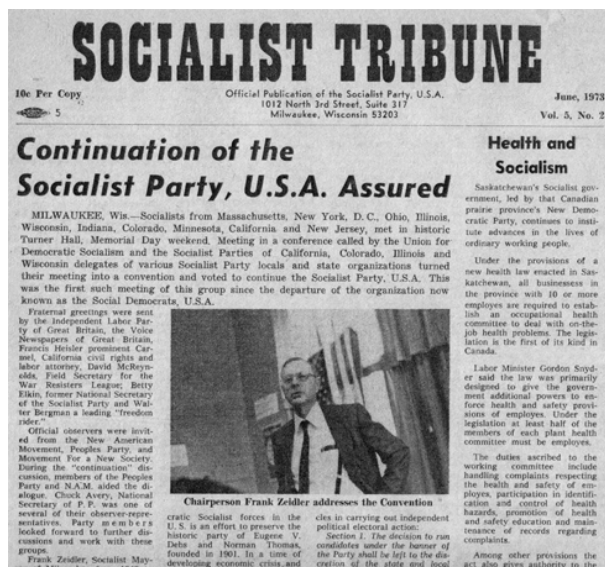 SOCIALIST TRIBUNE
10c Per Copy
5
Official Publication of the Socialist Party, U.S.A.
1012 North 3rd Street, Suite 317
Milwaukee, Wisconsin 53203
June, 1973
Vol. 5, No. 2
Continuation of the
Socialist Party, U.S.A. Assured
MILWAUKEE, Wis.—Socialists from Massachusetts, New York, D. C., Ohio, Illinois,
Wisconsin, Indiana, Colorado, Minnesota, California and New Jersey, met in historic
Turner Hall, Memorial Day weekend. Meeting in a conference called by the Union for
Democratic Socialism and the Socialist Parties of California, Colorado, Illinois and
Wisconsin delegates of various Socialist Party locals and state organizations turned
their meeting into a convention and voted to continue the Socialist Party, U.S.A. This
was the first such meeting of this group since the departure of the organization now
known as the Social Democrats, U.S.A.
Fraternal greetings were sent
by the Independent Labor Par-
ty of Great Britain, the Voice
Newspapers of Great Britain,
Francis Heisler prominent Car-
mel, California civil rights and
labor attorney, David McReyn-
olds, Field Secretary for the
War Resisters League; Betty
Elkin, former National Secretary
of the Socialist Party and Wal-
ter Bergman a leading "freedom
rider."
Official observers were invit-
ed from the New American
Movement, Peoples Party, and
Movement For a New Society.
During the "continuation" dis-
cussion, members of the Peoples
Party and N.A.M. aided the di-
alogue. Chuck Avery, National
Secretary of P. P. was one of
several of their observer-repre-
sentatives. Party members
looked forward to further dis-
cussions and work with these
groups.
Frank Zeidler, Socialist May-
Chairperson Frank Zeidler addresses the Convention
cratic Socialist forces in the
U.S. is an effort to preserve the
historic party of Eugene V.
Debs and Norman Thomas,
founded in 1901. In a time of
developing economic crisis and
cles in carrying out independent
political electoral action:
Section 1. The decision to run
candidates under the banner of
the Party shall be left to the dis-
cretion of the state and local
Health and
Socialism
Saskatchewan's Socialist gov-
ernment, led by that Canadian
prairie province's New Demo-
cratic Party, continues to insti-
tute advances in the lives of
ordinary working people.
Under the provisions of a
new health law enacted in Sas-
katchewan, all businessess in
the province with 10 or more
employes are required to estab-
lish an occupational health
committee to deal with on-the-
job health problems. The legis-
lation is the first of its kind in
Canada.
Labor Minister Gordon Snyd-
er said the law was primarily
designed to give the govern-
ment additional powers to en-
force health and safety provi-
sions of employes. Under the
legislation at least half of the
members of each plant health
committee must be employes.
The duties ascribed to the
working committee include
handling complaints respecting
the health and safety of em-
ployes, participation in identifi-
cation and control of health
hazards, promotion of health
and safety education and main-
tenance of records regarding
complaints.
Among other provisions the
act also gives authority to the